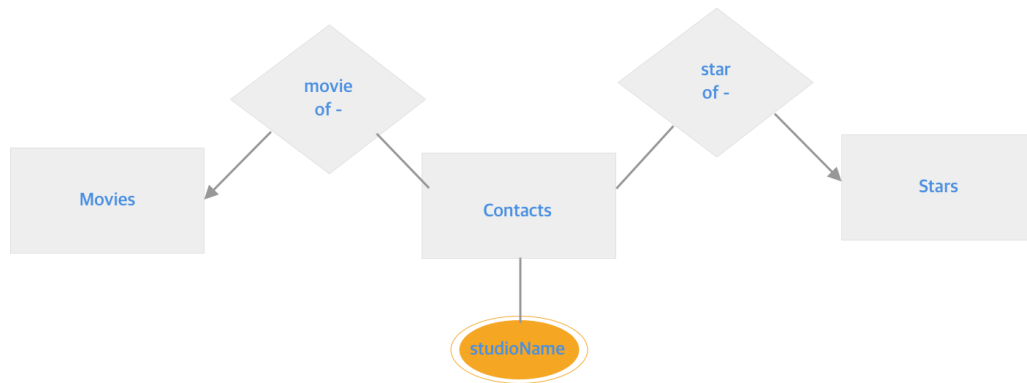 movie
of -
star
of -
Movies
Contacts
Stars
studioName